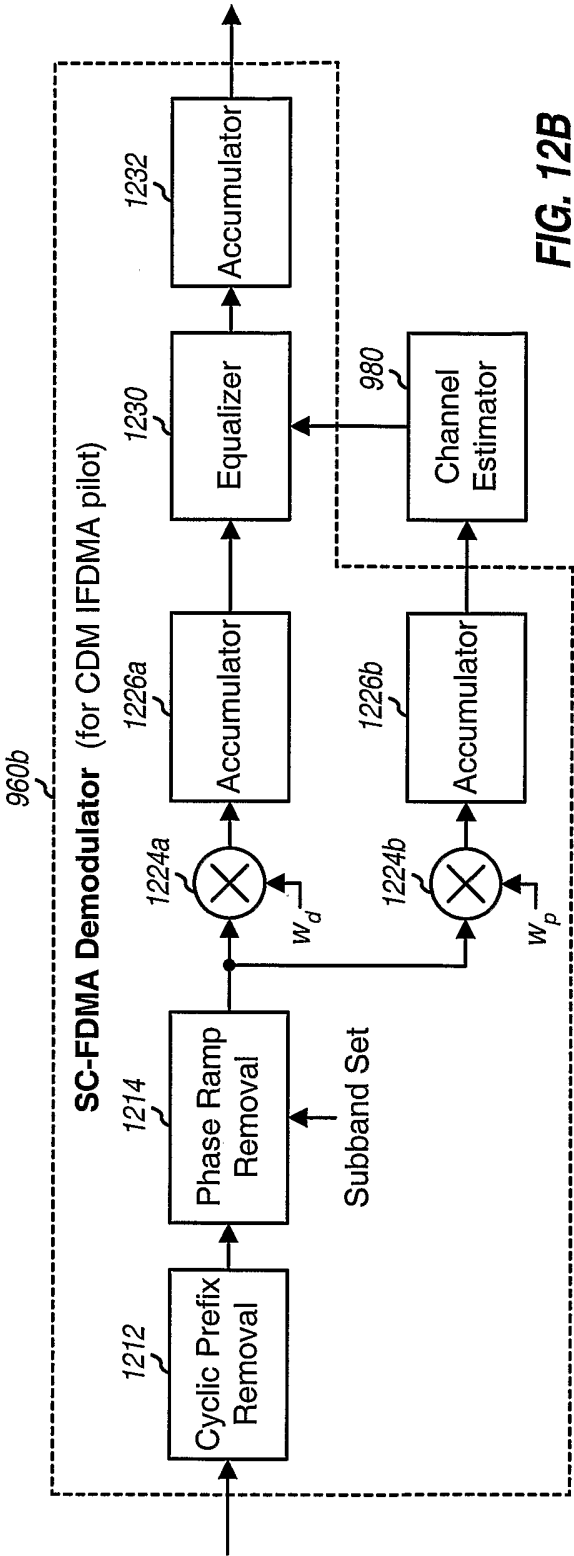 960b
SC-FDMA Demodulator (for CDM IFDMA pilot)
1212
Cyclic Prefix
Removal
1214
Phase Ramp
Removal
Subband Set
1224a
w_d
1226a
Accumulator
1230
Equalizer
1232
Accumulator
1224b
w_p
1226b
Accumulator
980
Channel
Estimator
FIG. 12B